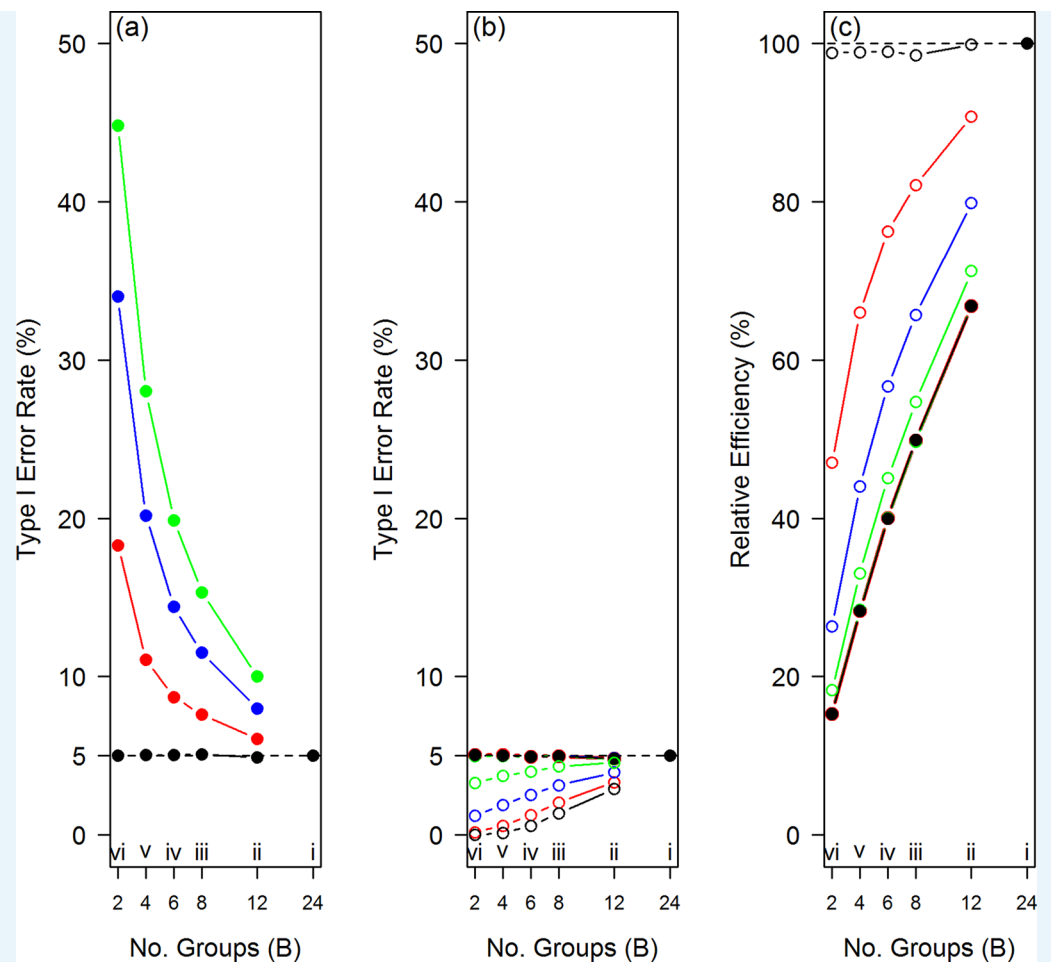 (a)
50
40
30
20
10
5
0
Type I Error Rate (%)
vi v iv iii ii i
2 4 6 8 12 24
No. Groups (B)
(b)
50
40
30
20
10
5
0
Type I Error Rate (%)
vi v iv iii ii i
2 4 6 8 12 24
No. Groups (B)
(c)
100
80
60
40
20
0
Relative Efficiency (%)
vi v iv iii ii i
2 4 6 8 12 24
No. Groups (B)